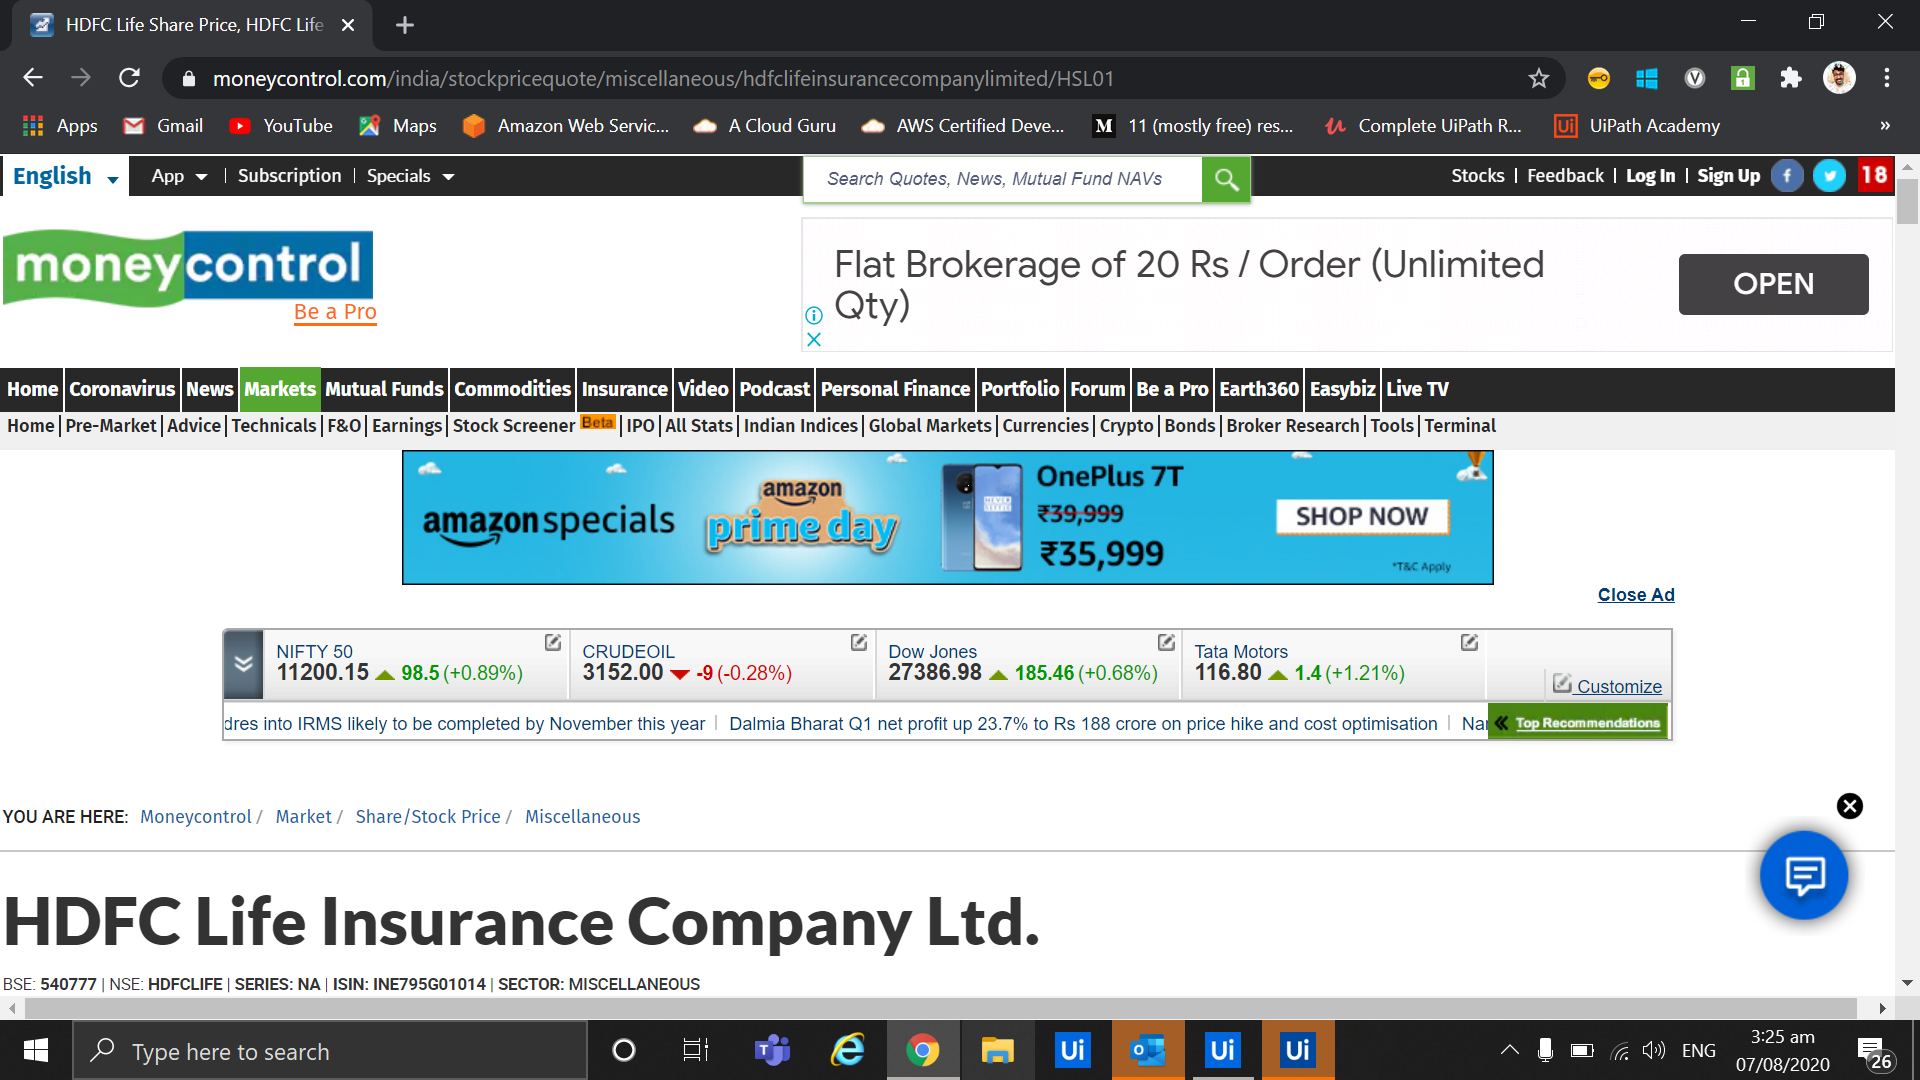 HDFC Life Share Price, HDFC Life
moneycontrol.com/india/stockpricequote/miscellaneous/hdfclifeinsurancecompanylimited/HSL01
Apps Gmail YouTube Maps Amazon Web Servic... A Cloud Guru AWS Certified Deve... M 11 (mostly free) res... Complete UiPath R... Ui UiPath Academy »
English App | Subscription | Specials Search Quotes, News, Mutual Fund NAVs Stocks | Feedback | Log In | Sign Up f 18
moneycontrol
Be a Pro
Flat Brokerage of 20 Rs / Order (Unlimited
Qty)
OPEN
Home Coronavirus News Markets Mutual Funds Commodities Insurance Video Podcast Personal Finance Portfolio Forum Be a Pro Earth360 Easybiz Live TV
Home | Pre-Market | Advice | Technicals | F&O | Earnings | Stock Screener Beta | IPO | All Stats | Indian Indices | Global Markets | Currencies | Crypto | Bonds | Broker Research | Tools | Terminal
amazon specials
amazon
prime day
NEVER
SETTLE
OnePlus 7T
₹39,999
₹35,999
SHOP NOW
*T&C Apply
Close Ad
NIFTY 50
11200.15 98.5 (+0.89%)
CRUDEOIL
3152.00 -9 (-0.28%)
Dow Jones
27386.98 185.46 (+0.68%)
Tata Motors
116.80 1.4 (+1.21%)
Customize
dres into IRMS likely to be completed by November this year | Dalmia Bharat Q1 net profit up 23.7% to Rs 188 crore on price hike and cost optimisation | Nar
Top Recommendations
YOU ARE HERE: Moneycontrol / Market / Share/Stock Price / Miscellaneous
HDFC Life Insurance Company Ltd.
BSE: 540777 | NSE: HDFCLIFE | SERIES: NA | ISIN: INE795G01014 | SECTOR: MISCELLANEOUS
Type here to search
Ui Ui Ui
ENG
3:25 am
07/08/2020
26